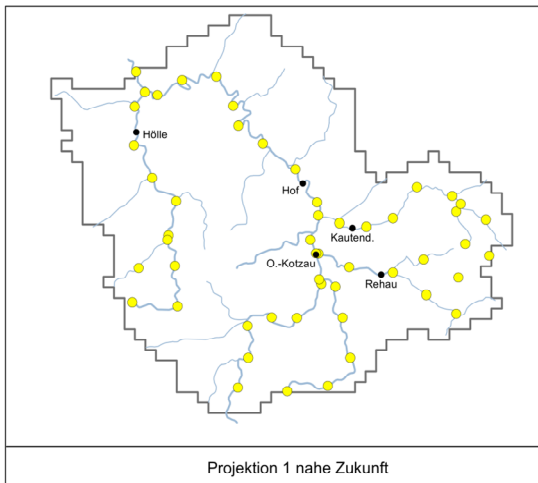 Hölle
Hof
Kautend.
O.-Kotzau
Rehau
Projektion 1 nahe Zukunft